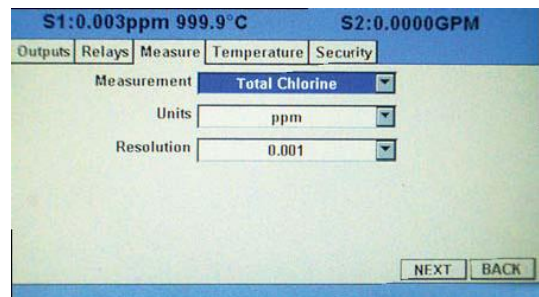 S1:0.003ppm 999.9°C S2:0.0000GPM
Outputs Relays Measure Temperature Security
Measurement Total Chlorine
Units ppm
Resolution 0.001
NEXT BACK